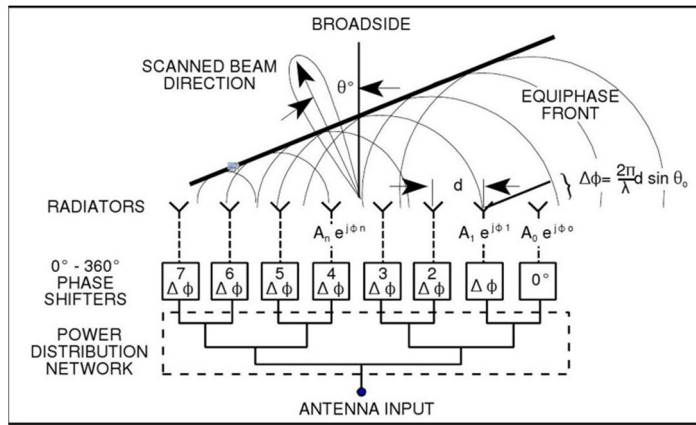 BROADSIDE
SCANNED BEAM
DIRECTION
θ°
EQUIPHASE
FRONT
d
} Δϕ= 2π/λ d sin θ₀
RADIATORS
Aₙ e^jϕn
A₁ e^jϕ1
A₀ e^jϕo
0° - 360°
PHASE
SHIFTERS
7 Δϕ
6 Δϕ
5 Δϕ
4 Δϕ
3 Δϕ
2 Δϕ
Δϕ
0°
POWER
DISTRIBUTION
NETWORK
ANTENNA INPUT